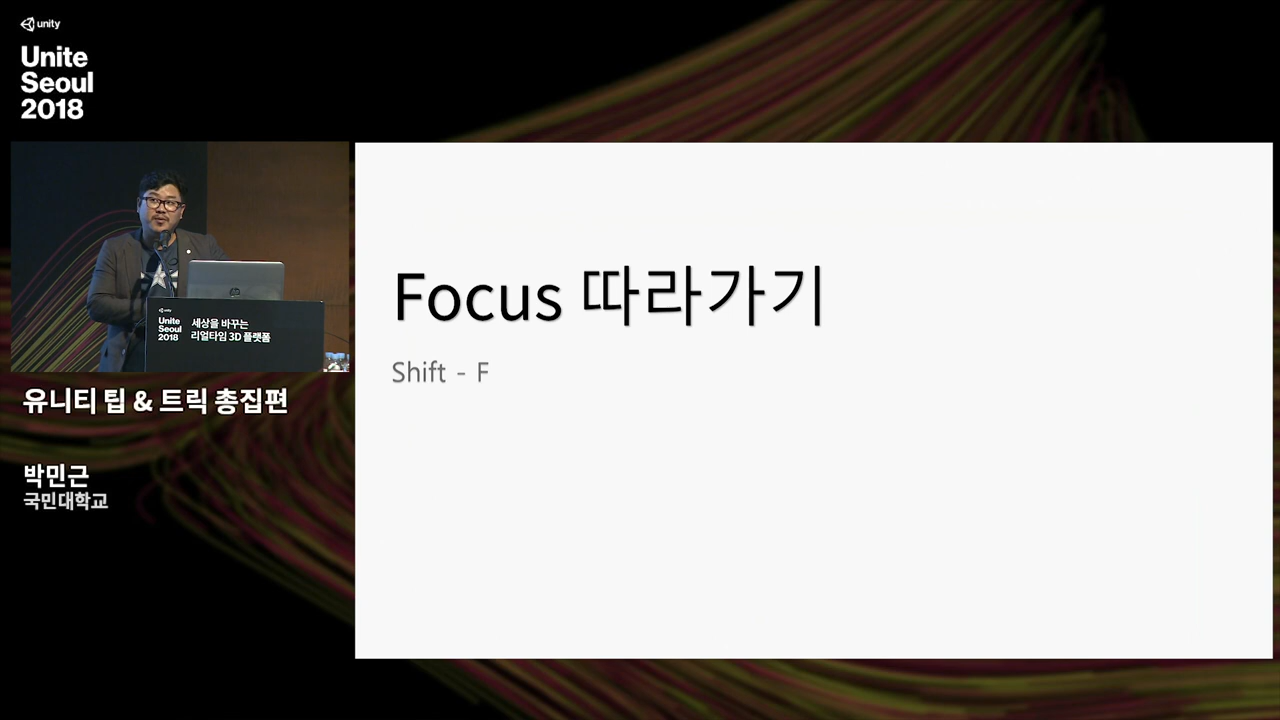 unity
Unite
Seoul
2018
Unite
Seoul
2018
세상을 바꾸는
리얼타임 3D 플랫폼
유니티 팁 & 트릭 총집편
박민근
국민대학교
Focus 따라가기
Shift - F